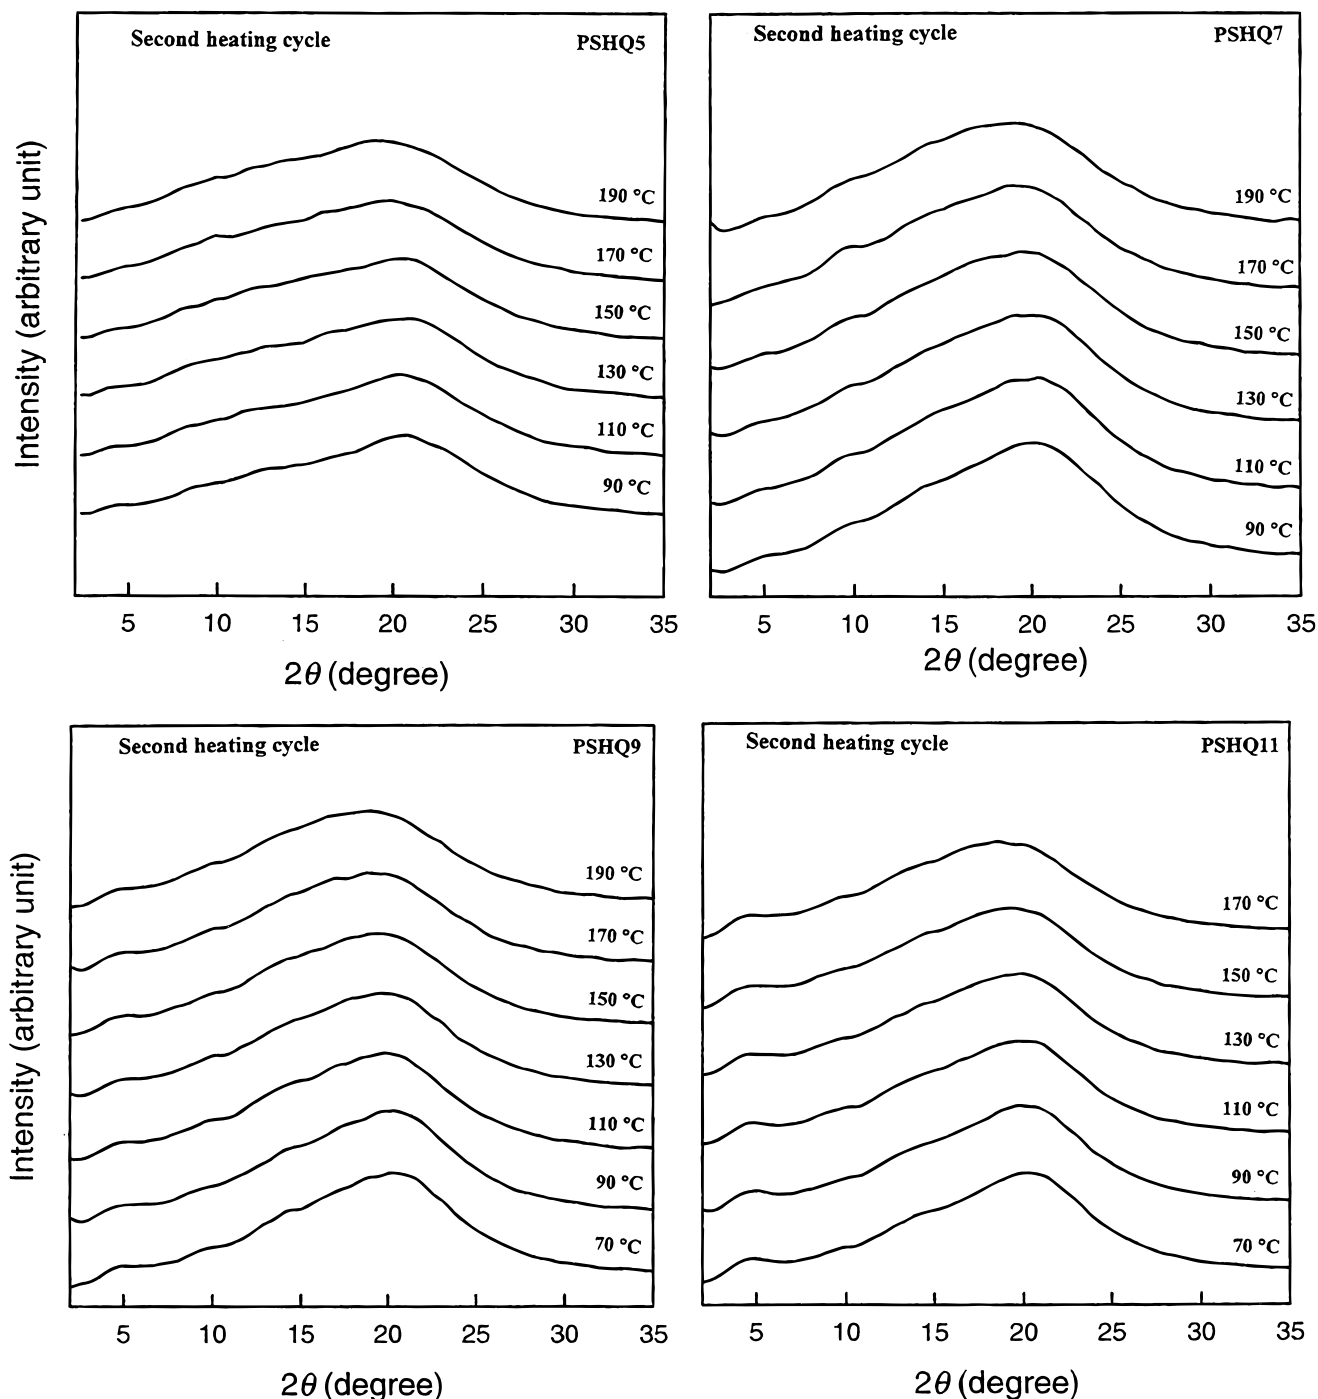 Second heating cycle PSHQ5
190 °C
170 °C
150 °C
130 °C
110 °C
90 °C
5 10 15 20 25 30 35
2θ (degree)
Intensity (arbitrary unit)
Second heating cycle PSHQ7
190 °C
170 °C
150 °C
130 °C
110 °C
90 °C
5 10 15 20 25 30 35
2θ (degree)
Second heating cycle PSHQ9
190 °C
170 °C
150 °C
130 °C
110 °C
90 °C
70 °C
5 10 15 20 25 30 35
2θ (degree)
Intensity (arbitrary unit)
Second heating cycle PSHQ11
170 °C
150 °C
130 °C
110 °C
90 °C
70 °C
5 10 15 20 25 30 35
2θ (degree)